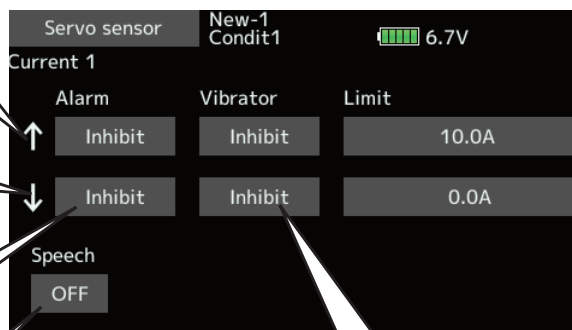 Servo sensor New-1
Condit1 6.7V
Current 1
Alarm Vibrator Limit
↑ Inhibit Inhibit 10.0A
↓ Inhibit Inhibit 0.0A
Speech
OFF